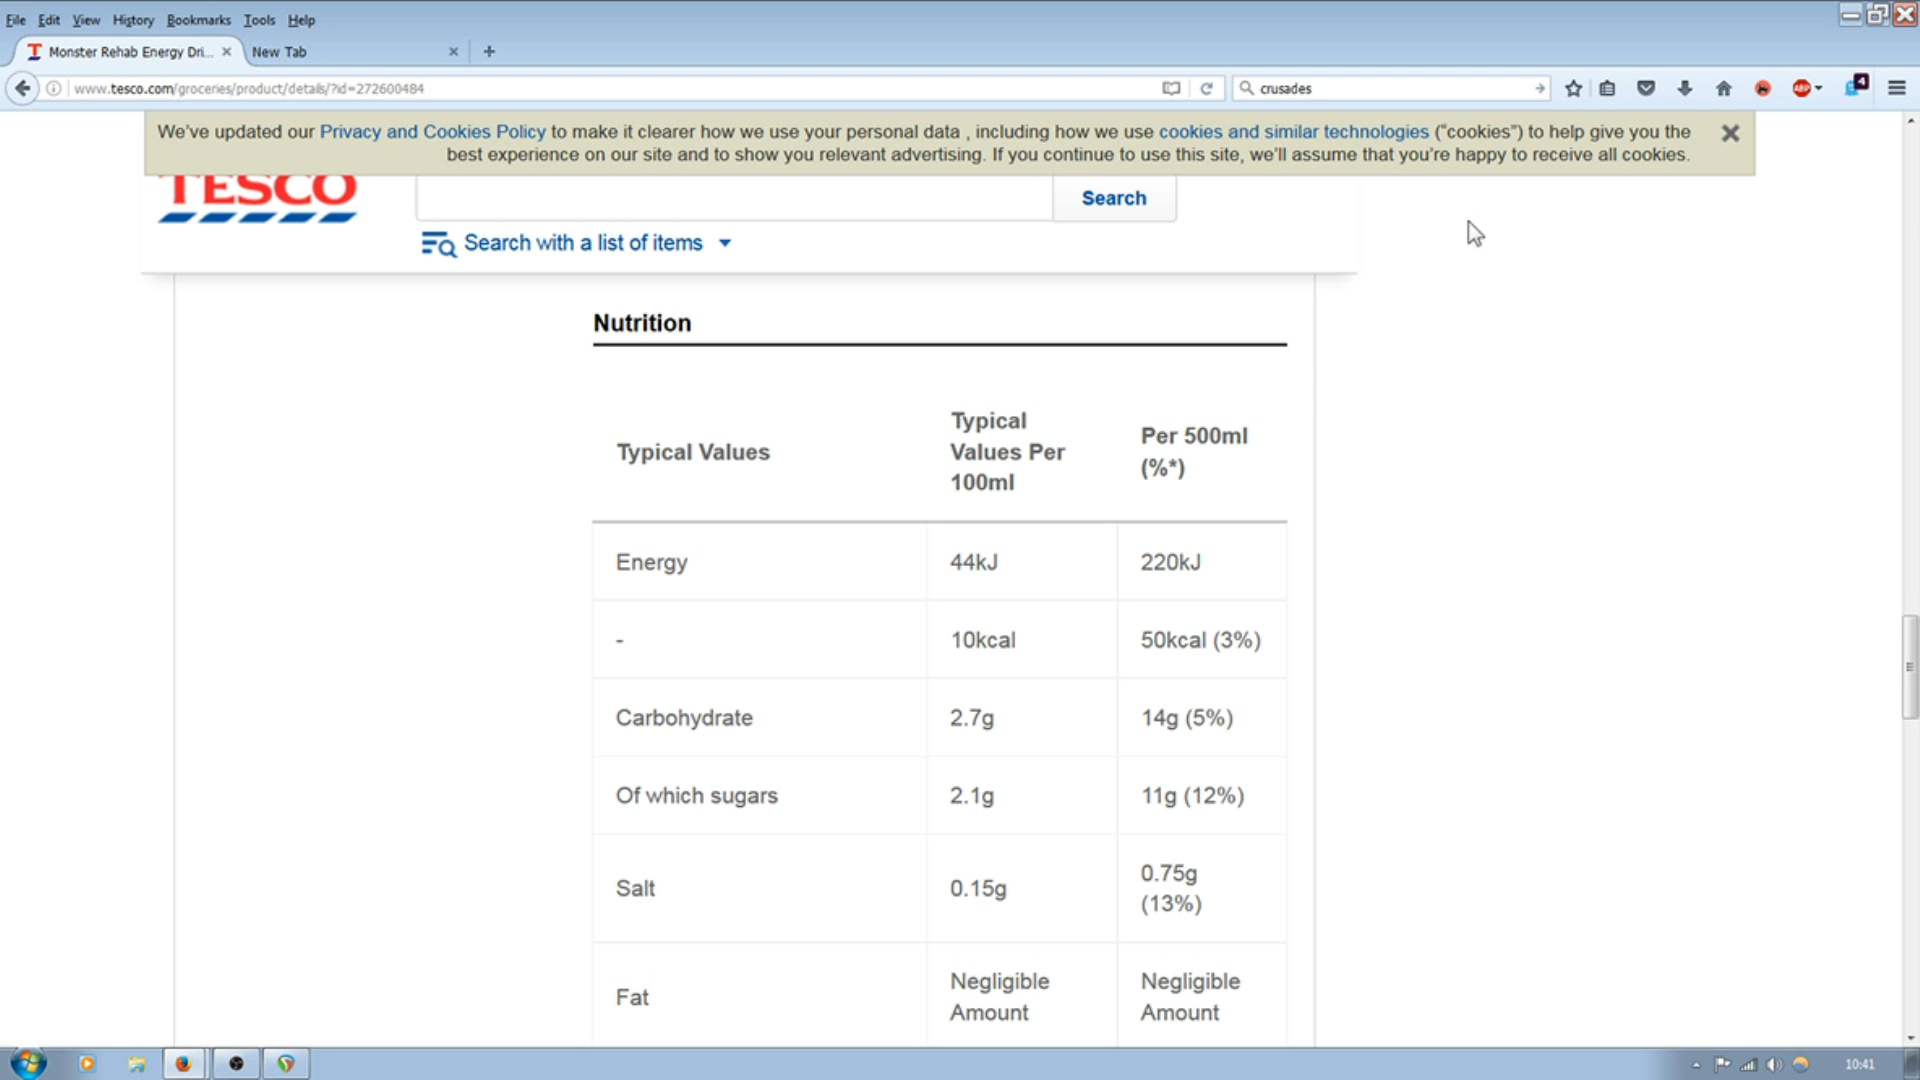 File Edit View History Bookmarks Tools Help
Monster Rehab Energy Dri... New Tab
www.tesco.com/groceries/product/details/?id=272600484
crusades
ABP
4
We've updated our Privacy and Cookies Policy to make it clearer how we use your personal data , including how we use cookies and similar technologies ("cookies") to help give you the
best experience on our site and to show you relevant advertising. If you continue to use this site, we'll assume that you're happy to receive all cookies.
TESCO
Search
Search with a list of items
Nutrition
Typical Values
Typical
Values Per
100ml
Per 500ml
(%*)
Energy 44kJ 220kJ
- 10kcal 50kcal (3%)
Carbohydrate 2.7g 14g (5%)
Of which sugars 2.1g 11g (12%)
Salt 0.15g 0.75g
(13%)
Fat
Negligible
Amount
Negligible
Amount
10:41